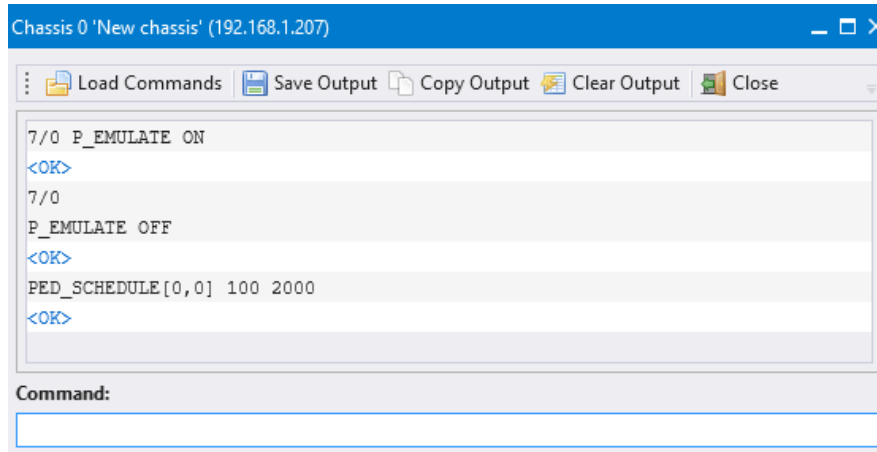 Chassis 0 'New chassis' (192.168.1.207)
Load Commands Save Output Copy Output Clear Output Close
7/0 P_EMULATE ON
<OK>
7/0
P_EMULATE OFF
<OK>
PED_SCHEDULE[0,0] 100 2000
<OK>
Command: